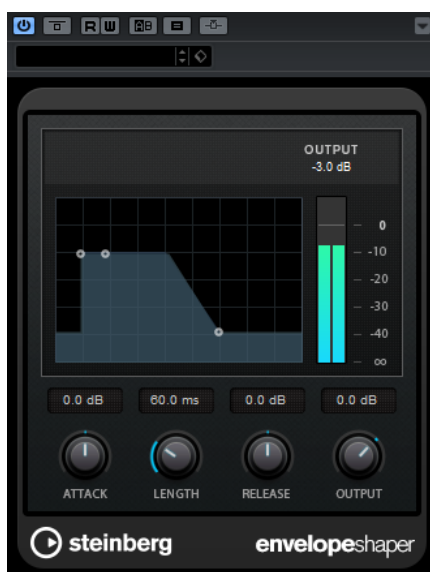 R W AB
OUTPUT
-3.0 dB
0
-10
-20
-30
-40
∞
0.0 dB 60.0 ms 0.0 dB 0.0 dB
ATTACK LENGTH RELEASE OUTPUT
steinberg envelopeshaper